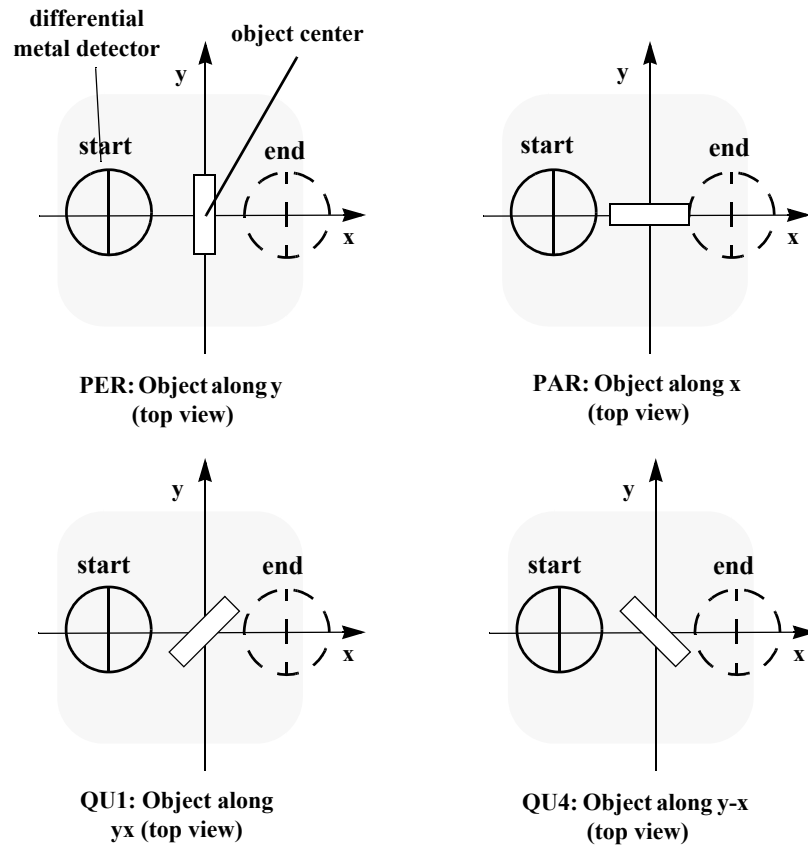 differential
metal detector
object center
y
start
end
x
PER: Object along y
(top view)
y
start
end
x
PAR: Object along x
(top view)
y
start
end
x
QU1: Object along
yx (top view)
y
start
end
x
QU4: Object along y-x
(top view)